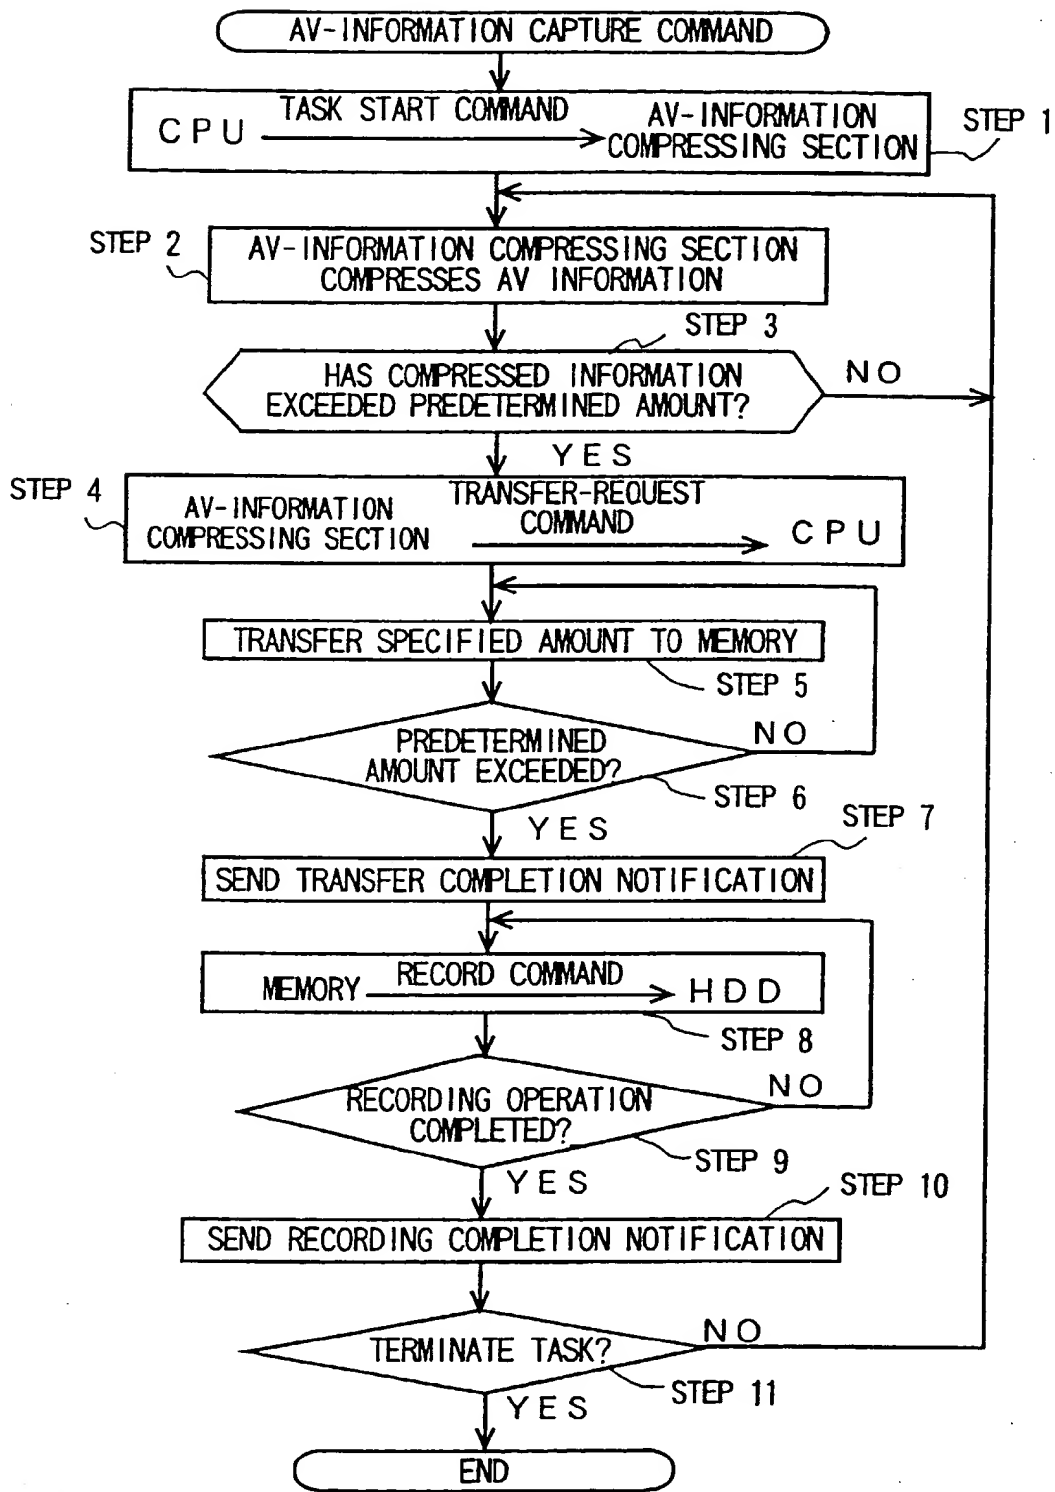 AV-INFORMATION CAPTURE COMMAND
TASK START COMMAND
CPU
AV-INFORMATION
COMPRESSING SECTION
STEP 1
STEP 2
AV-INFORMATION COMPRESSING SECTION
COMPRESSES AV INFORMATION
STEP 3
HAS COMPRESSED INFORMATION
EXCEEDED PREDETERMINED AMOUNT?
NO
YES
STEP 4
AV-INFORMATION
COMPRESSING SECTION
TRANSFER-REQUEST
COMMAND
CPU
TRANSFER SPECIFIED AMOUNT TO MEMORY
STEP 5
PREDETERMINED
AMOUNT EXCEEDED?
NO
STEP 6
YES
STEP 7
SEND TRANSFER COMPLETION NOTIFICATION
RECORD COMMAND
MEMORY
HDD
STEP 8
RECORDING OPERATION
COMPLETED?
NO
STEP 9
YES
STEP 10
SEND RECORDING COMPLETION NOTIFICATION
TERMINATE TASK?
NO
STEP 11
YES
END